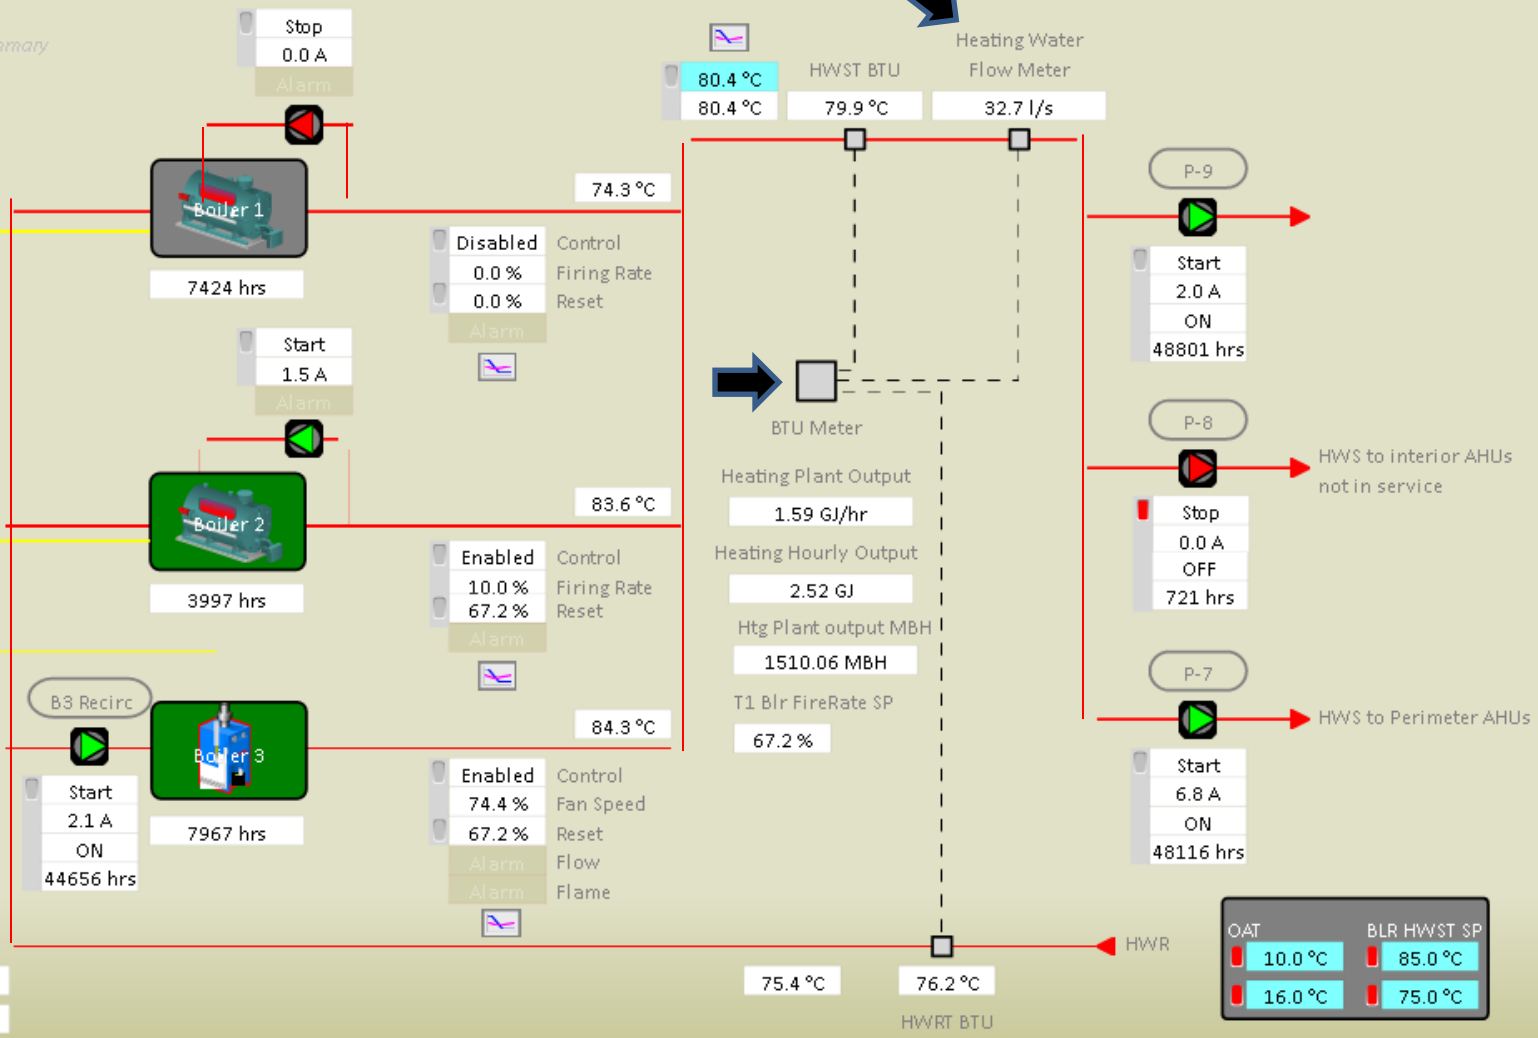 Stop
0.0 A
Alarm
Boiler 1
7424 hrs
74.3 °C
Disabled Control
0.0 % Firing Rate
0.0 % Reset
Alarm
Start
1.5 A
Alarm
Boiler 2
3997 hrs
83.6 °C
Enabled Control
10.0 % Firing Rate
67.2 % Reset
Alarm
B3 Recirc
Start
2.1 A
ON
44656 hrs
Boiler 3
7967 hrs
84.3 °C
Enabled Control
74.4 % Fan Speed
67.2 % Reset
Alarm Flow
Alarm Flame
80.4 °C
80.4 °C
HWST BTU
79.9 °C
Heating Water
Flow Meter
32.7 l/s
BTU Meter
Heating Plant Output
1.59 GJ/hr
Heating Hourly Output
2.52 GJ
Htg Plant output MBH
1510.06 MBH
T1 Blr FireRate SP
67.2 %
P-9
Start
2.0 A
ON
48801 hrs
P-8
HWS to interior AHUs
not in service
Stop
0.0 A
OFF
721 hrs
P-7
HWS to Perimeter AHUs
Start
6.8 A
ON
48116 hrs
HWR
75.4 °C
76.2 °C
HWRT BTU
OAT BLR HWST SP
10.0 °C 85.0 °C
16.0 °C 75.0 °C